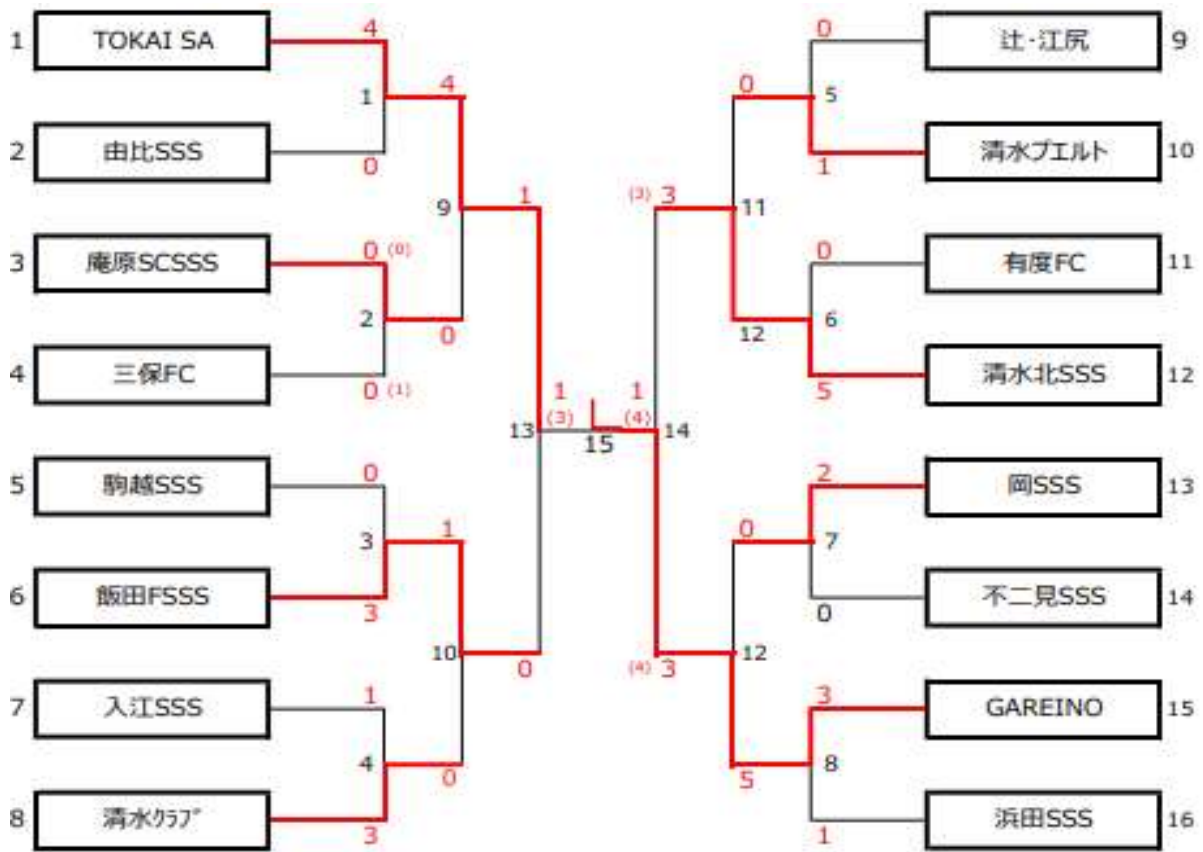 4
1 TOKAI SA
1
4
2 由比SSS
0
9
1
3 庵原SCSSS
0 (0)
2
0
4 三保FC
0 (1)
13
1
(3)
15
5 駒越SSS
0
3
1
6 飯田FSSS
3
10
0
7 入江SSS
1
4
0
8 清水ｸﾗﾌﾞ
3
0
辻・江尻 9
0
5
清水プエルト 10
1
(3) 3
11
0
有度FC 11
12
6
清水北SSS 12
5
1
(4)
14
2
岡SSS 13
0
7
不二見SSS 14
0
(4) 3
12
3
GAREINO 15
5
8
浜田SSS 16
1